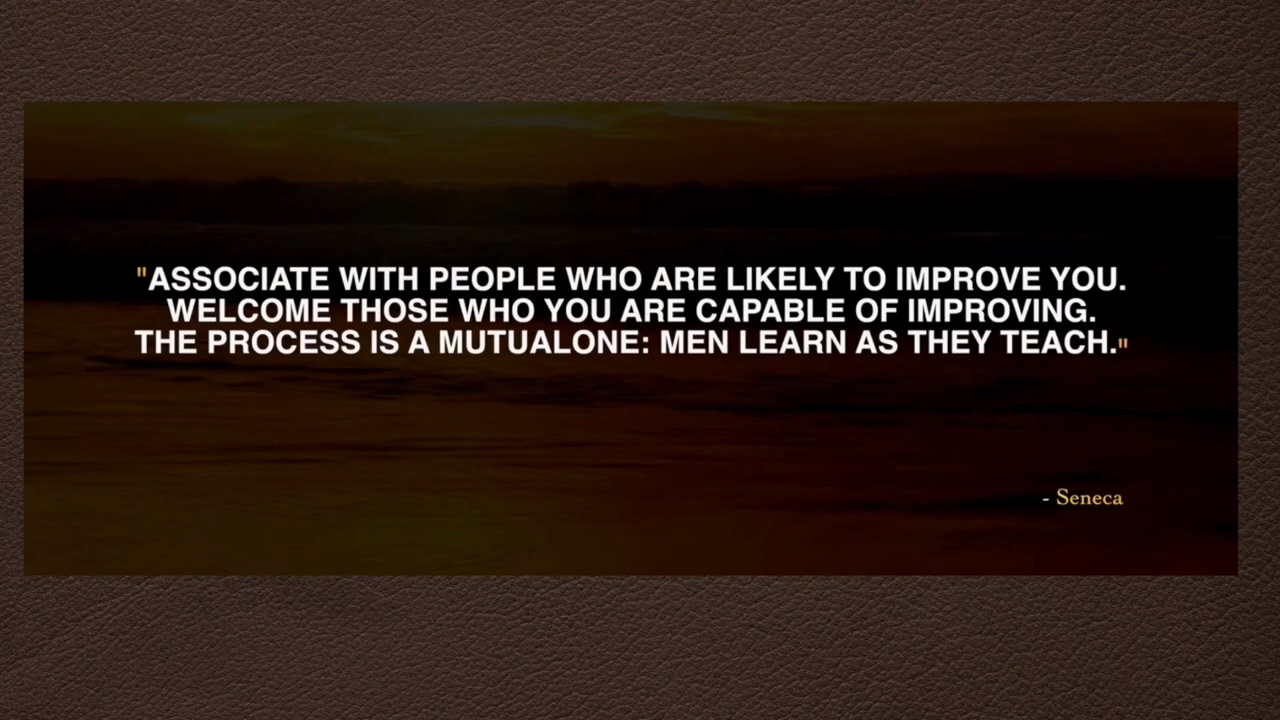 "ASSOCIATE WITH PEOPLE WHO ARE LIKELY TO IMPROVE YOU.
WELCOME THOSE WHO YOU ARE CAPABLE OF IMPROVING.
THE PROCESS IS A MUTUALONE: MEN LEARN AS THEY TEACH."
- Seneca